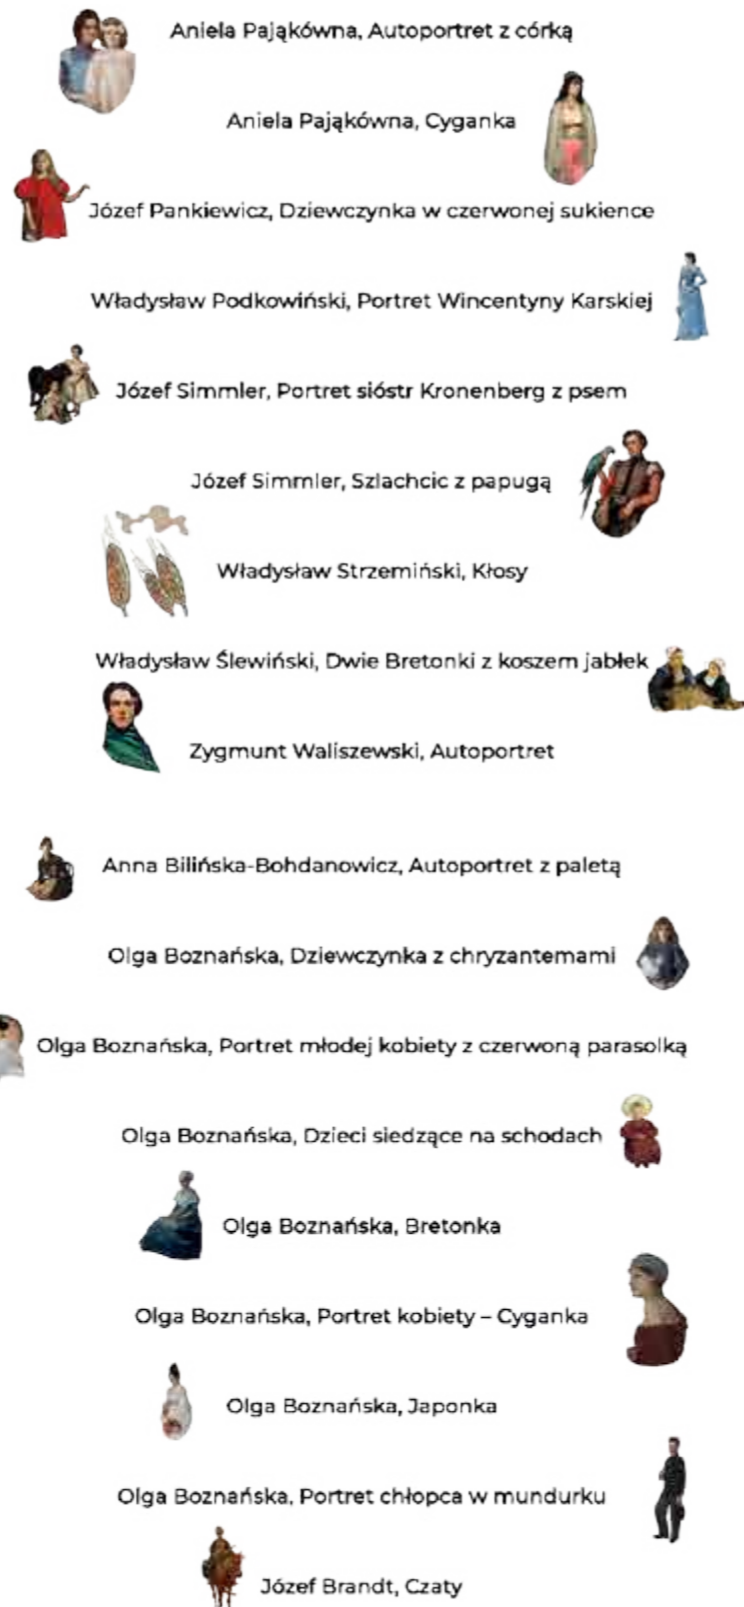 Aniela Pająkówna, Autoportret z córką
Aniela Pająkówna, Cyganka
Józef Pankiewicz, Dziewczynka w czerwonej sukience
Władysław Podkowiński, Portret Wincentyny Karskiej
Józef Simmler, Portret sióstr Kronenberg z psem
Józef Simmler, Szlachcic z papugą
Władysław Strzemiński, Kłosy
Władysław Ślewiński, Dwie Bretonki z koszem jabłek
Zygmunt Waliszewski, Autoportret
Anna Bilińska-Bohdanowicz, Autoportret z paletą
Olga Boznańska, Dziewczynka z chryzantemami
Olga Boznańska, Portret młodej kobiety z czerwoną parasolką
Olga Boznańska, Dzieci siedzące na schodach
Olga Boznańska, Bretonka
Olga Boznańska, Portret kobiety – Cyganka
Olga Boznańska, Japonka
Olga Boznańska, Portret chłopca w mundurku
Józef Brandt, Czaty